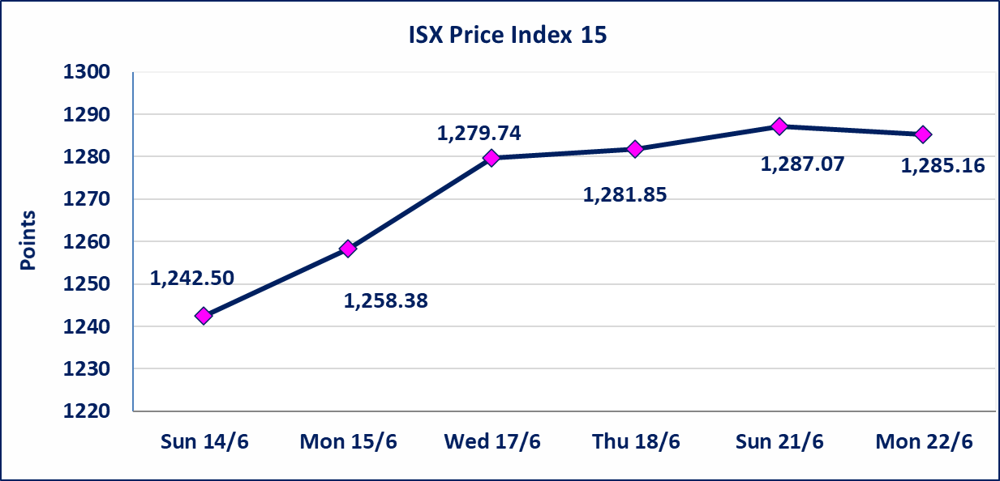 ISX Price Index 15
1300
1290
1280
1270
1260
1250
1240
1230
1220
Points
1,242.50
1,258.38
1,279.74
1,281.85
1,287.07
1,285.16
Sun 14/6
Mon 15/6
Wed 17/6
Thu 18/6
Sun 21/6
Mon 22/6